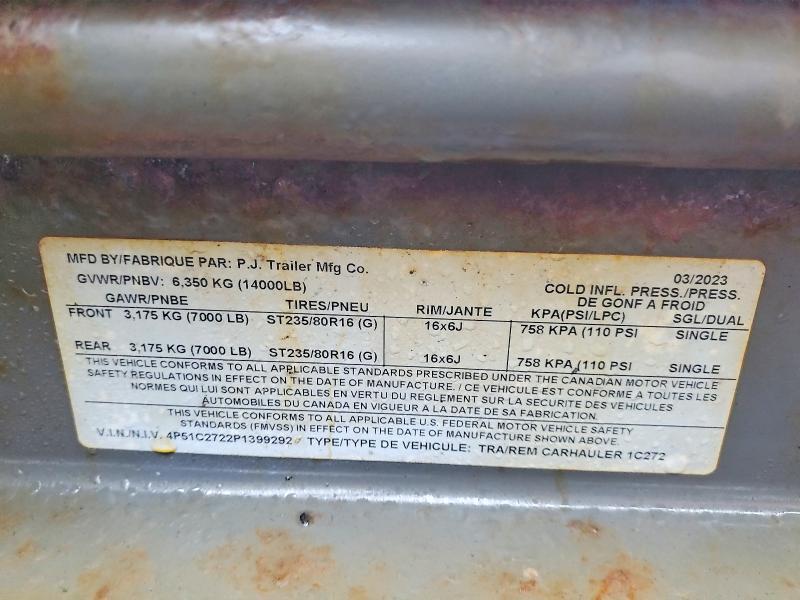 MFD BY/FABRIQUE PAR: P.J. Trailer Mfg Co. 03/2023
GVWR/PNBV: 6,350 KG (14000LB) COLD INFL. PRESS./PRESS.
DE GONF A FROID
GAWR/PNBE TIRES/PNEU RIM/JANTE KPA(PSI/LPC) SGL/DUAL
FRONT 3,175 KG (7000 LB) ST235/80R16 (G) 16x6J 758 KPA (110 PSI SINGLE
REAR 3,175 KG (7000 LB) ST235/80R16 (G) 16x6J 758 KPA (110 PSI SINGLE
THIS VEHICLE CONFORMS TO ALL APPLICABLE STANDARDS PRESCRIBED UNDER THE CANADIAN MOTOR VEHICLE
SAFETY REGULATIONS IN EFFECT ON THE DATE OF MANUFACTURE. / CE VEHICULE EST CONFORME A TOUTES LES
NORMES QUI LUI SONT APPLICABLES EN VERTU DU REGLEMENT SUR LA SECURITE DES VEHICULES
AUTOMOBILES DU CANADA EN VIGUEUR A LA DATE DE SA FABRICATION.
THIS VEHICLE CONFORMS TO ALL APPLICABLE U.S. FEDERAL MOTOR VEHICLE SAFETY
STANDARDS (FMVSS) IN EFFECT ON THE DATE OF MANUFACTURE SHOWN ABOVE.
V.I.N./N.I.V. 4P51C2722P1399292 TYPE/TYPE DE VEHICULE: TRA/REM CARHAULER 1C272